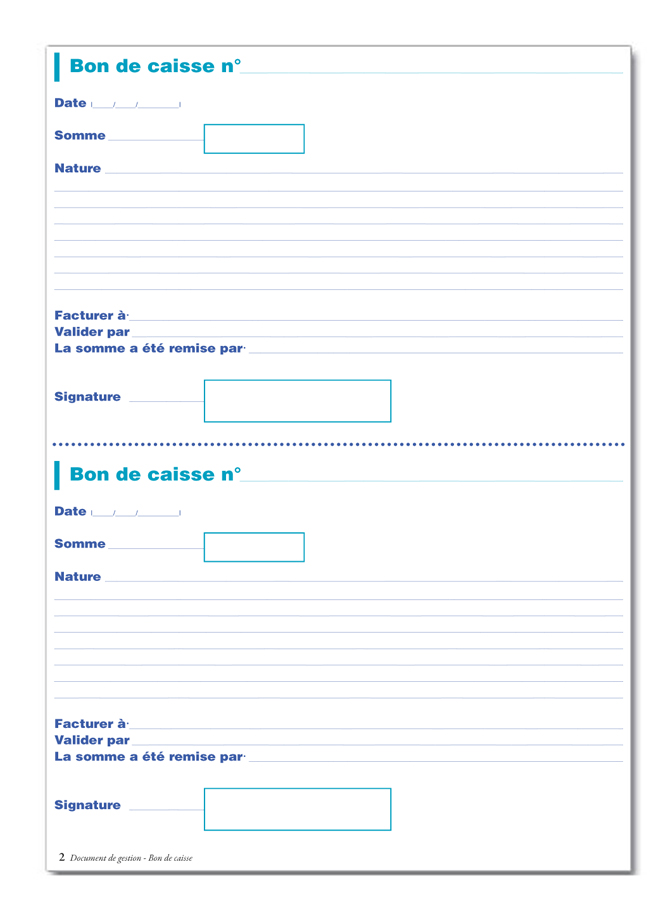 Bon de caisse n°
Date
Somme
Nature
Facturer à
Valider par
La somme a été remise par
Signature
Bon de caisse n°
Date
Somme
Nature
Facturer à
Valider par
La somme a été remise par
Signature
2 Document de gestion - Bon de caisse